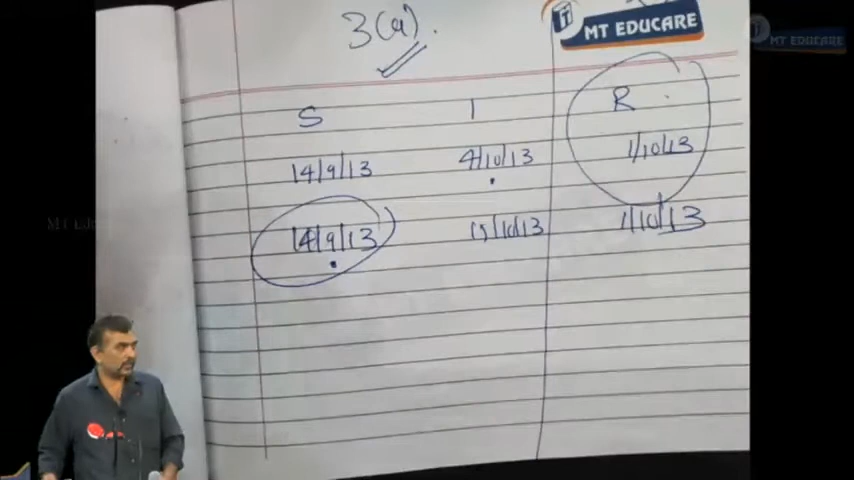 3(a).
MT EDUCARE
MT EDUCARE
S I R
14/9/13 4/10/13 1/10/13
14/9/13 15/10/13 1/10/13